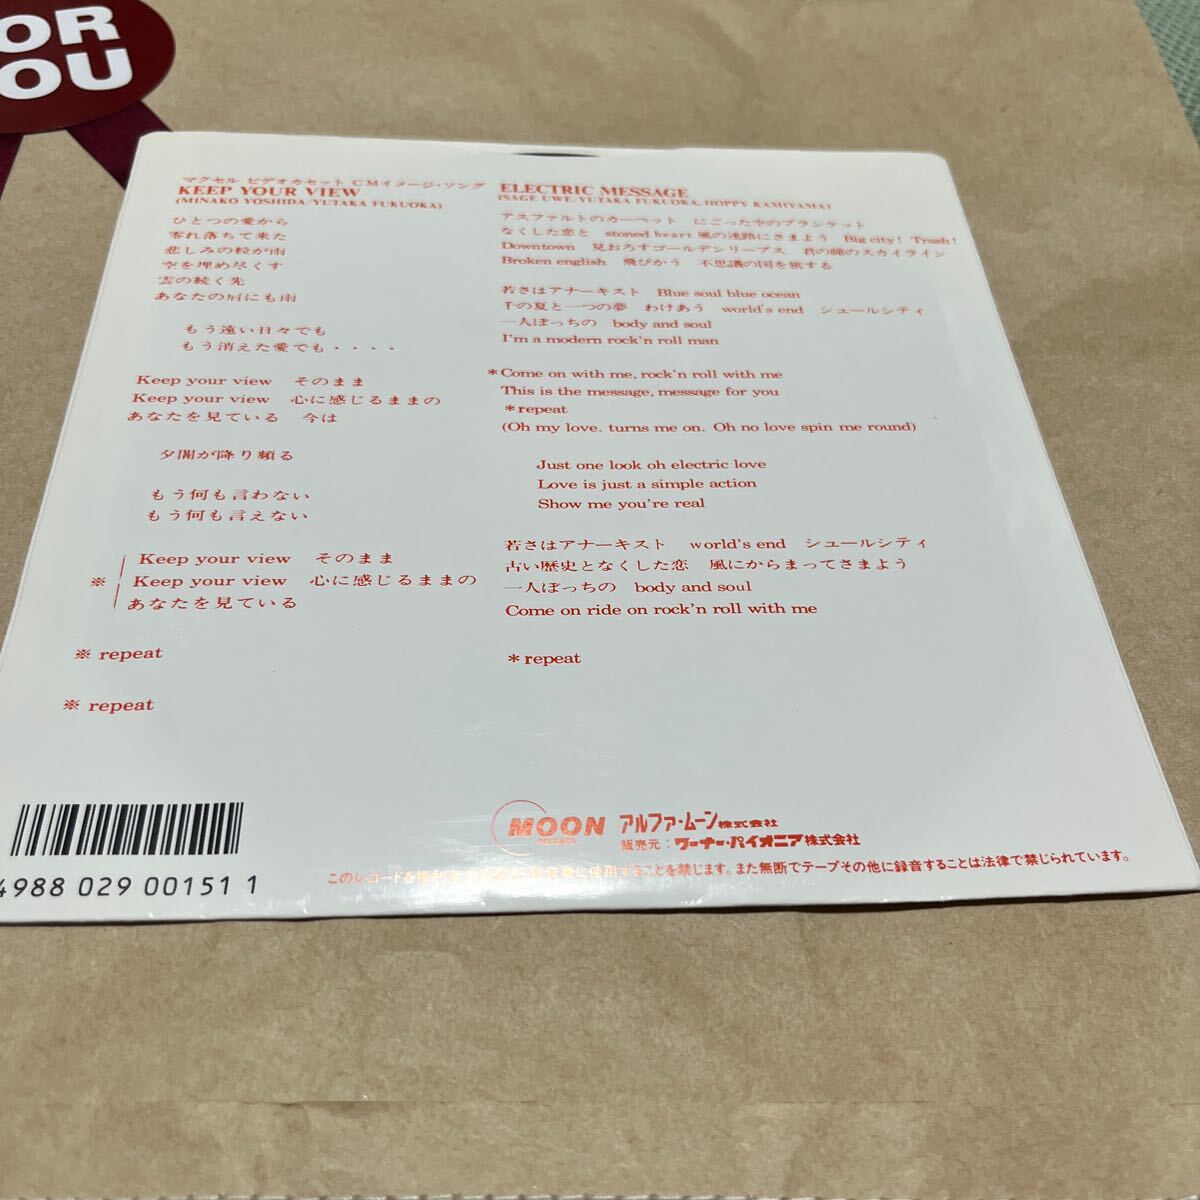 OR
OU
マクセル ビデオカセット CMイメージ・ソング
KEEP YOUR VIEW
(MINAKO YOSHIDA/YUTAKA FUKUOKA)
ひとつの愛から
零れ落ちて来た
悲しみの粒が雨
空を埋め尽くす
雲の続く先
あなたの肩にも雨
もう遠い日々でも
もう消えた愛でも・・・・
Keep your view そのまま
Keep your view 心に感じるままの
あなたを見ている 今は
夕闇が降り頻る
もう何も言わない
もう何も言えない
Keep your view そのまま
※ Keep your view 心に感じるままの
あなたを見ている
※ repeat
※ repeat
ELECTRIC MESSAGE
(SAGE UWE/YUTAKA FUKUOKA, HOPPY KAMIYAMA)
アスファルトのカーペット にごった空のブランケット
なくした恋と stoned heart 風の迷路にさまよう Big city! Trash!
Downtown 見おろすゴールデンリーブス 君の瞳のスカイライン
Broken english 飛びかう 不思議の国を旅する
若さはアナーキスト Blue soul blue ocean
千の夏と一つの夢 わけあう world's end シュールシティ
一人ぼっちの body and soul
I'm a modern rock'n roll man
*Come on with me, rock'n roll with me
This is the message, message for you
*repeat
(Oh my love. turns me on. Oh no love spin me round)
Just one look oh electric love
Love is just a simple action
Show me you're real
若さはアナーキスト world's end シュールシティ
古い歴史となくした恋 風にからまってさまよう
一人ぼっちの body and soul
Come on ride on rock'n roll with me
*repeat
MOON
RECORDS
アルファ・ムーン株式会社
販売元:ワーナー・パイオニア株式会社
このレコードを権利者の 使用することを禁じます。また無断でテープその他に録音することは法律で禁じられています。
4988 029 00151 1